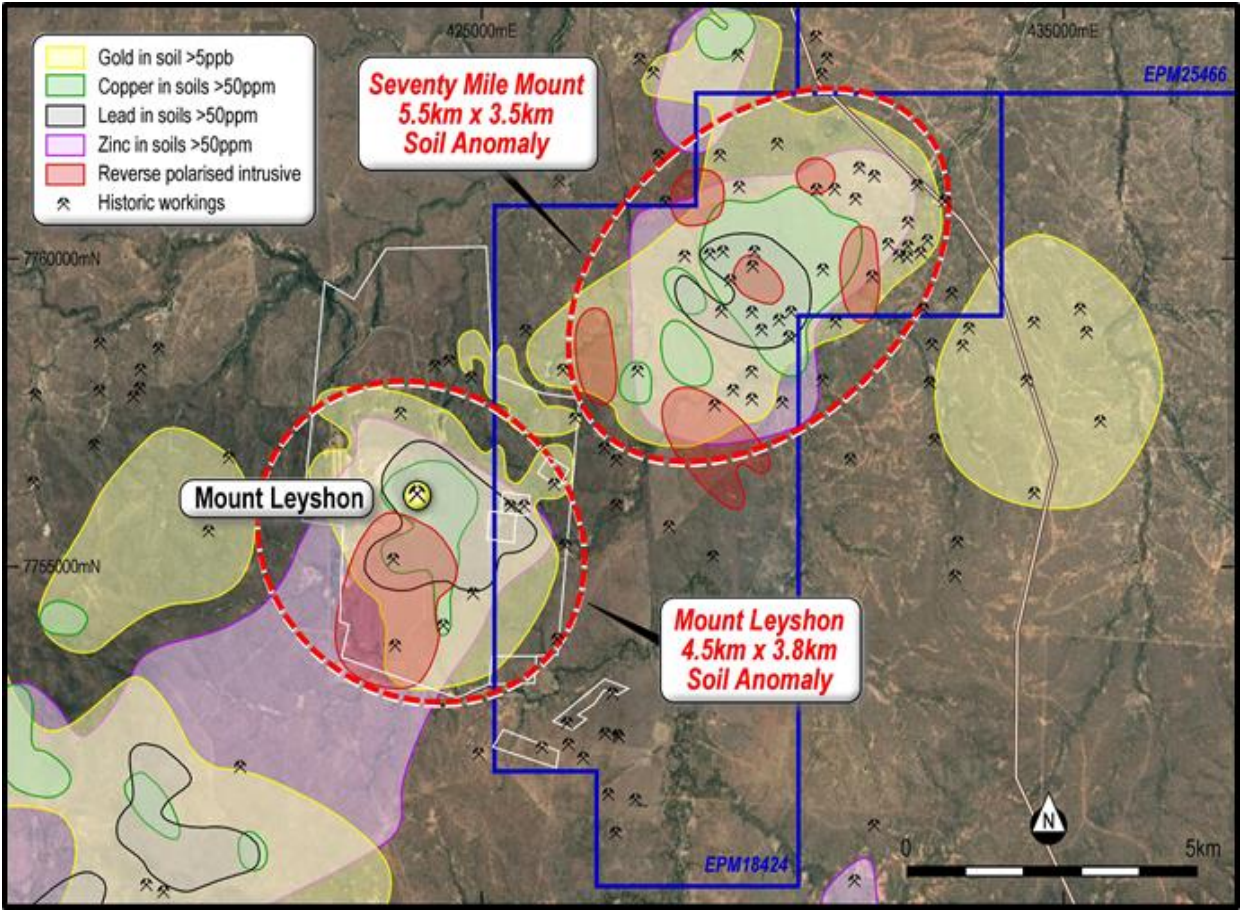 425000mE
435000mE
Gold in soil >5ppb
Copper in soils >50ppm
Lead in soils >50ppm
Zinc in soils >50ppm
Reverse polarised intrusive
Historic workings
Seventy Mile Mount
5.5km x 3.5km
Soil Anomaly
EPM25466
7760000mN
Mount Leyshon
7755000mN
Mount Leyshon
4.5km x 3.8km
Soil Anomaly
N
0
5km
EPM18424